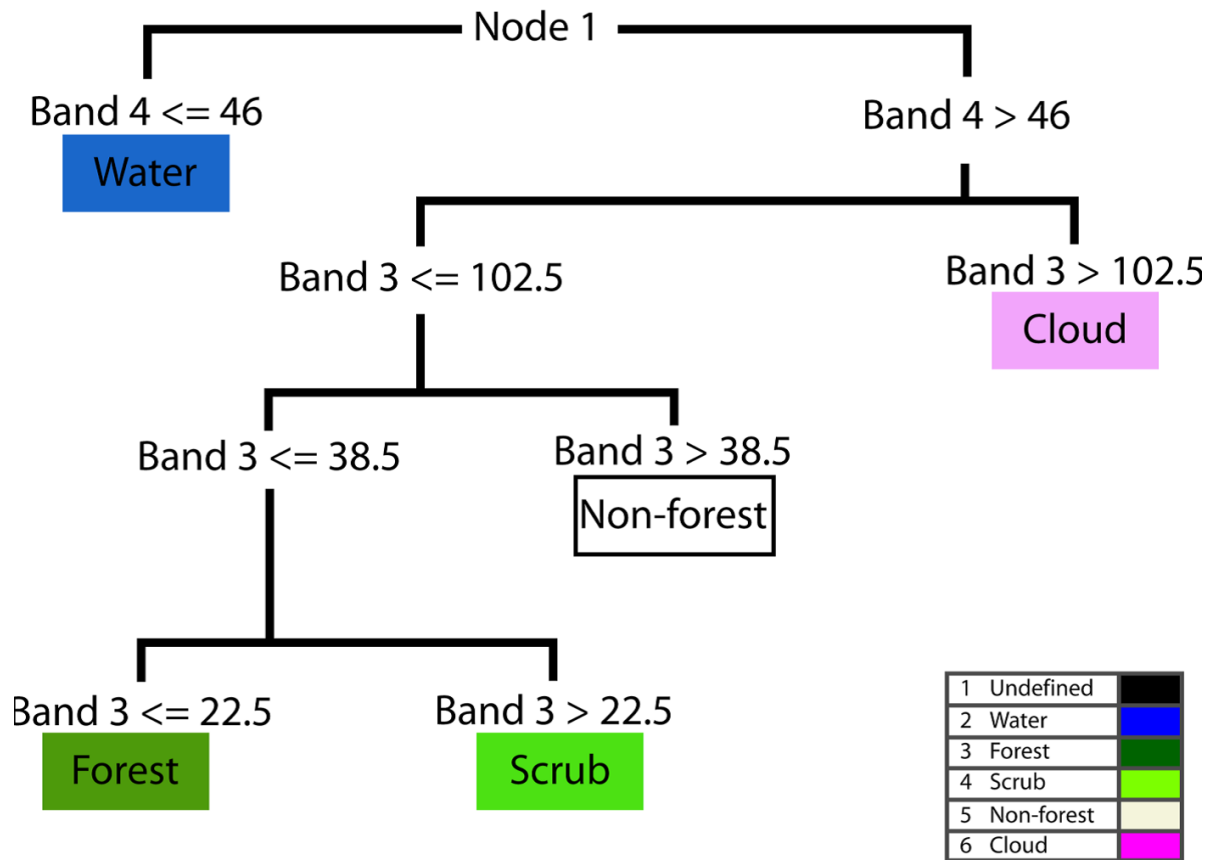 Node 1
Band 4 <= 46
Water
Band 4 > 46
Band 3 <= 102.5
Band 3 > 102.5
Cloud
Band 3 <= 38.5
Band 3 > 38.5
Non-forest
Band 3 <= 22.5
Forest
Band 3 > 22.5
Scrub
1 Undefined
2 Water
3 Forest
4 Scrub
5 Non-forest
6 Cloud